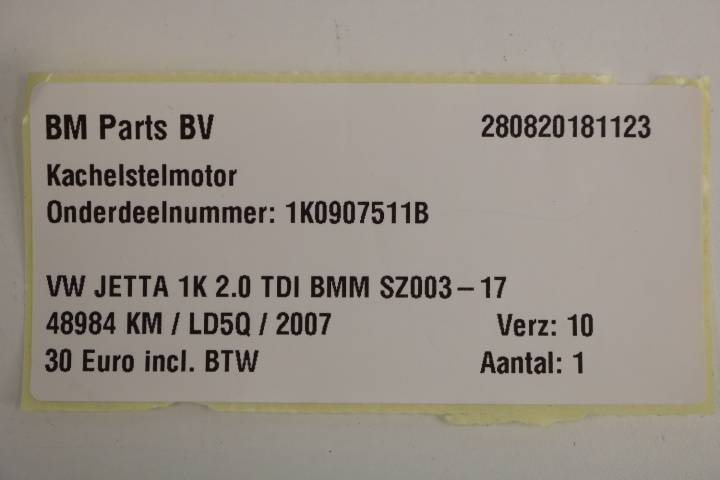 BM Parts BV 280820181123
Kachelstelmotor
Onderdeelnummer: 1K0907511B
VW JETTA 1K 2.0 TDI BMM SZ003-17
48984 KM / LD5Q / 2007 Verz: 10
30 Euro incl. BTW Aantal: 1